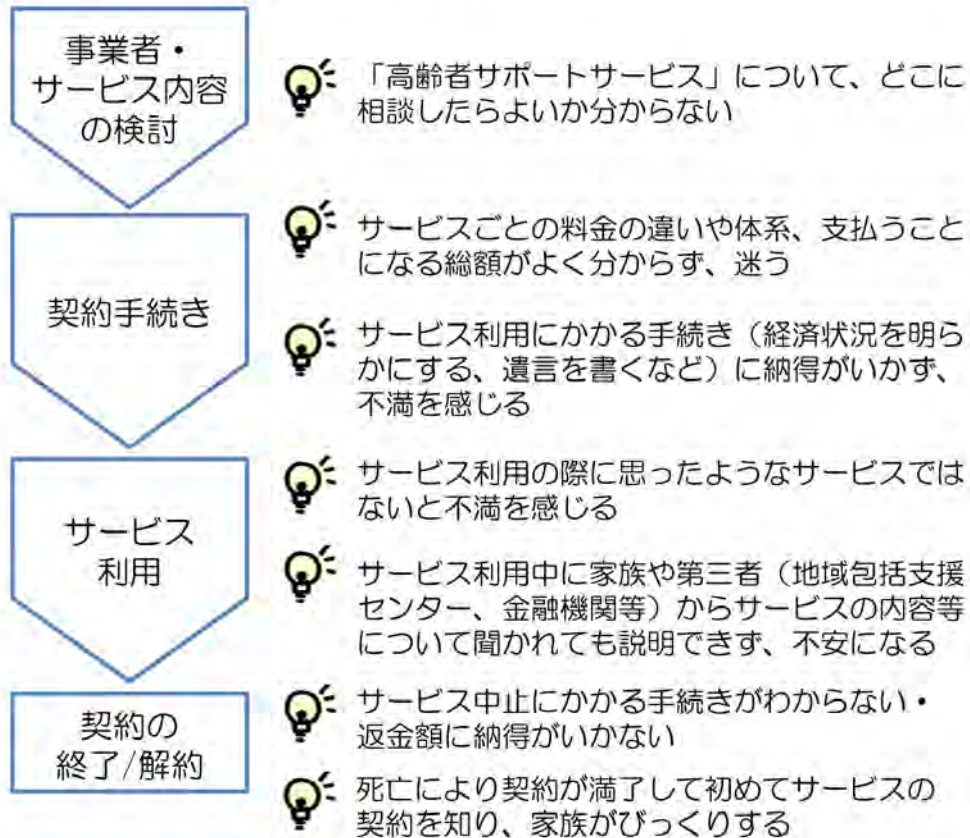 事業者・
サービス内容
の検討
「高齢者サポートサービス」について、どこに
相談したらよいか分からない
契約手続き
サービスごとの料金の違いや体系、支払うこと
になる総額がよく分からず、迷う
サービス利用にかかる手続き（経済状況を明ら
かにする、遺言を書くなど）に納得がいかず、
不満を感じる
サービス
利用
サービス利用の際に思ったようなサービスでは
ないと不満を感じる
サービス利用中に家族や第三者（地域包括支援
センター、金融機関等）からサービスの内容等
について聞かれても説明できず、不安になる
契約の
終了/解約
サービス中止にかかる手続きがわからない・
返金額に納得がいかない
死亡により契約が満了して初めてサービスの
契約を知り、家族がびっくりする